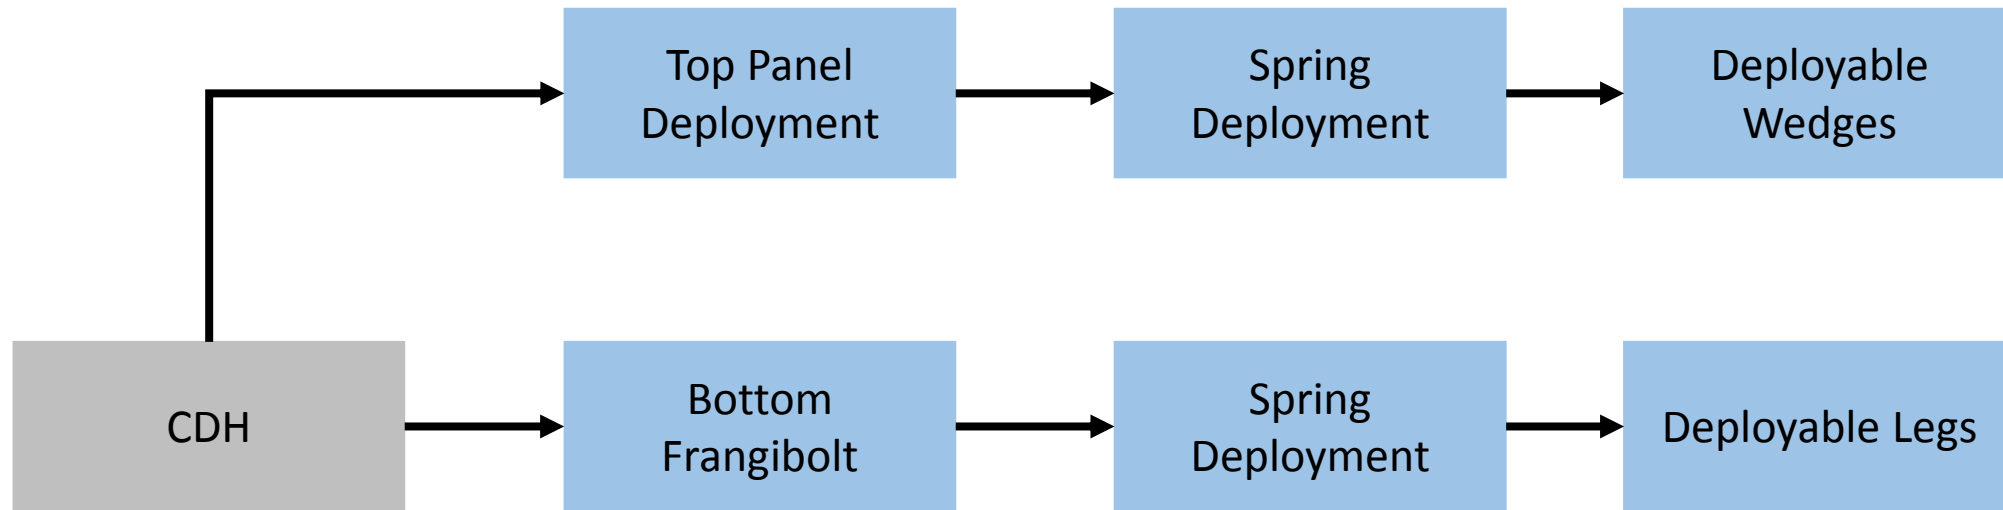 Top Panel
Deployment
Spring
Deployment
Deployable
Wedges
CDH
Bottom
Frangibolt
Spring
Deployment
Deployable Legs